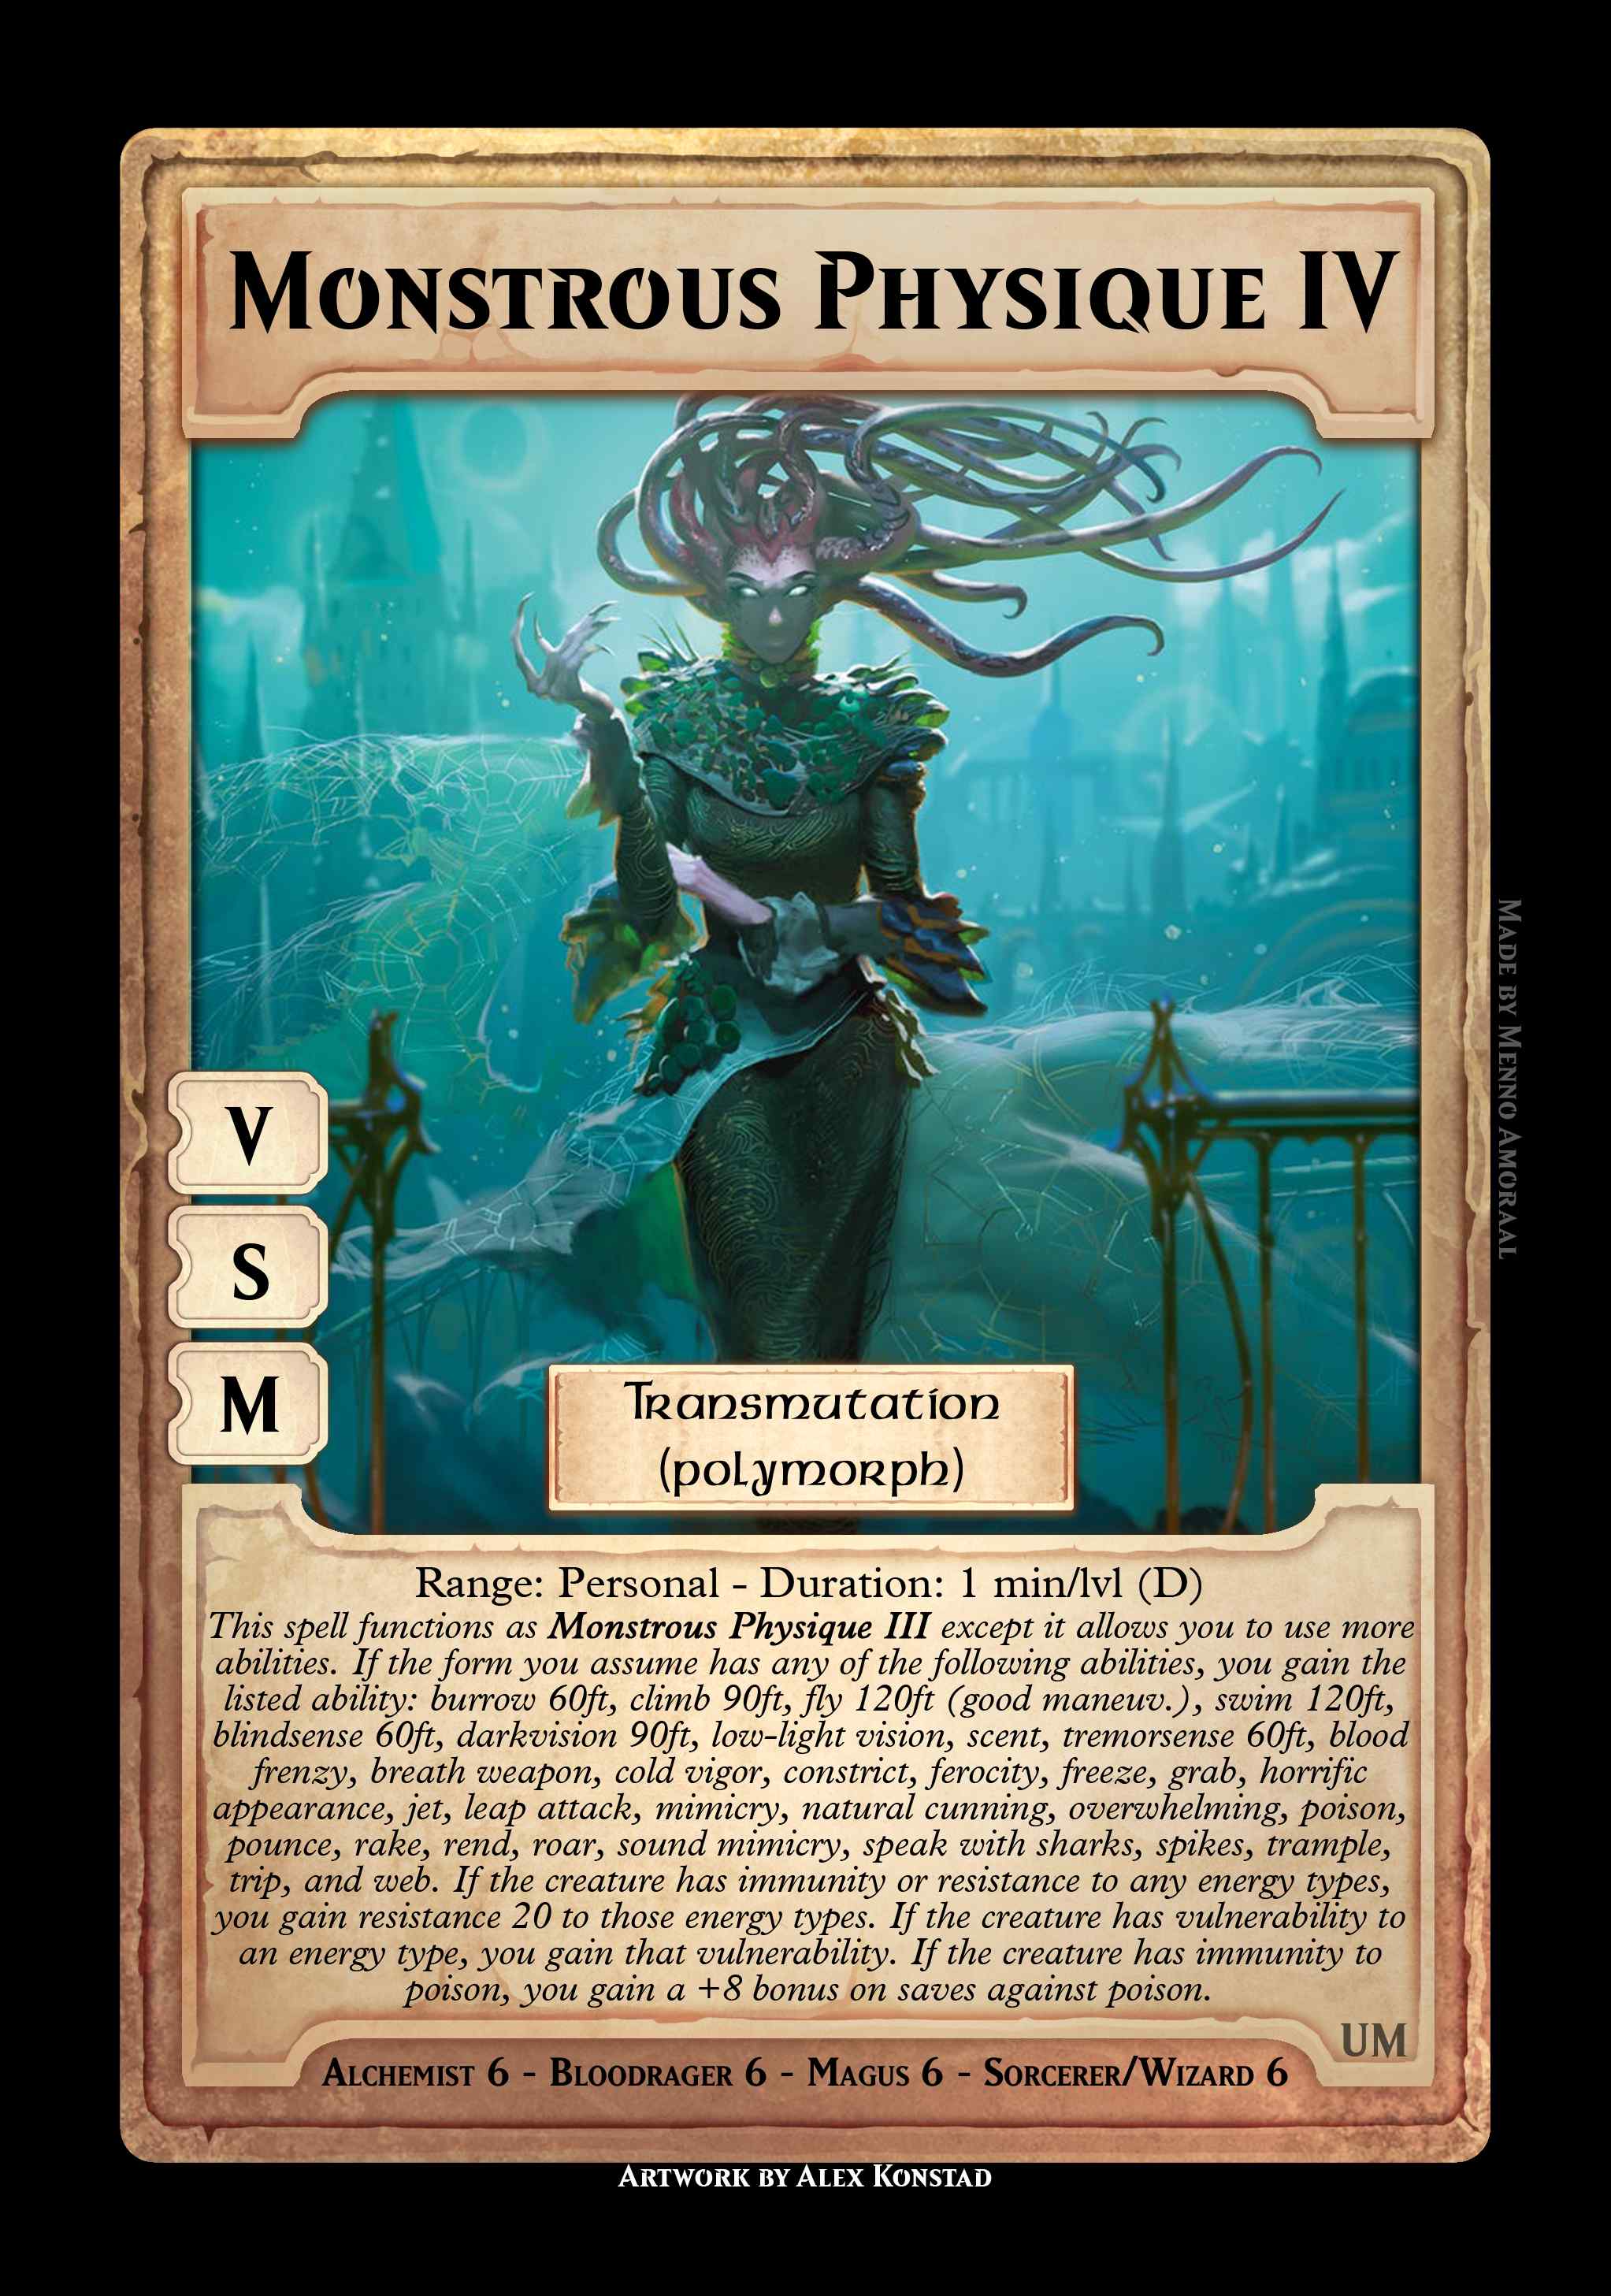 Monstrous Physique IV
V
S
M
Transmutation
(polymorph)
Range: Personal - Duration: 1 min/lvl (D)
This spell functions as Monstrous Physique III except it allows you to use more
abilities. If the form you assume has any of the following abilities, you gain the
listed ability: burrow 60ft, climb 90ft, fly 120ft (good maneuv.), swim 120ft,
blindsense 60ft, darkvision 90ft, low-light vision, scent, tremorsense 60ft, blood
frenzy, breath weapon, cold vigor, constrict, ferocity, freeze, grab, horrific
appearance, jet, leap attack, mimicry, natural cunning, overwhelming, poison,
pounce, rake, rend, roar, sound mimicry, speak with sharks, spikes, trample,
trip, and web. If the creature has immunity or resistance to any energy types,
you gain resistance 20 to those energy types. If the creature has vulnerability to
an energy type, you gain that vulnerability. If the creature has immunity to
poison, you gain a +8 bonus on saves against poison.
UM
Alchemist 6 - Bloodrager 6 - Magus 6 - Sorcerer/Wizard 6
Artwork by Alex Konstad
Made by Menno Amoraal